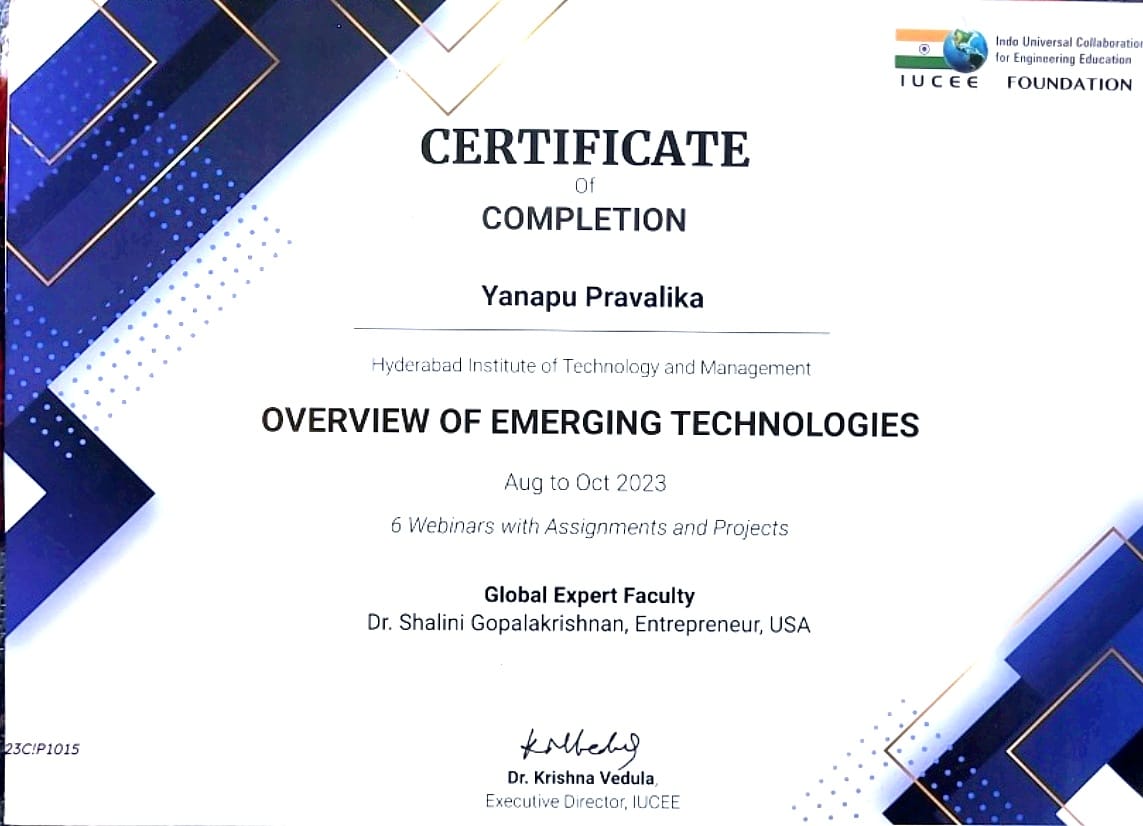 Indo Universal Collaboration
for Engineering Education
IUCEE FOUNDATION
CERTIFICATE
Of
COMPLETION
Yanapu Pravalika
Hyderabad Institute of Technology and Management
OVERVIEW OF EMERGING TECHNOLOGIES
Aug to Oct 2023
6 Webinars with Assignments and Projects
Global Expert Faculty
Dr. Shalini Gopalakrishnan, Entrepreneur, USA
23C!P1015
Dr. Krishna Vedula,
Executive Director, IUCEE